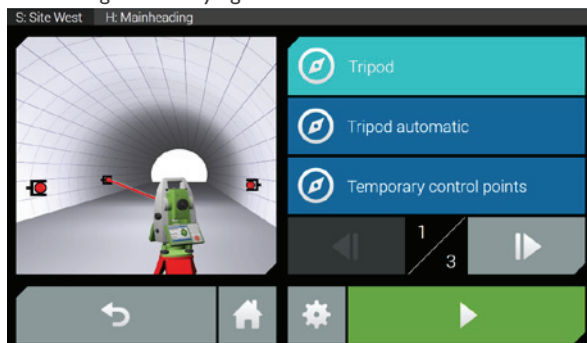 S: Site West H: Mainheading
Tripod
Tripod automatic
Temporary control points
1/3